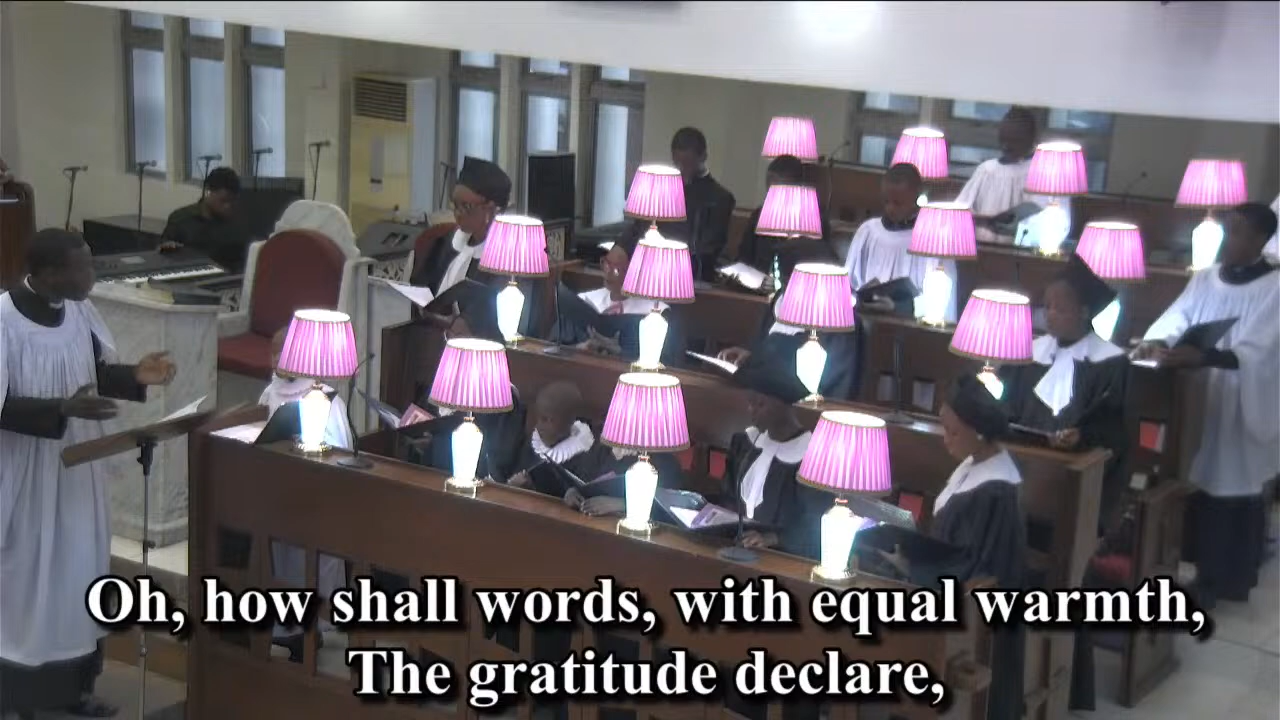 Oh, how shall words, with equal warmth,
The gratitude declare,